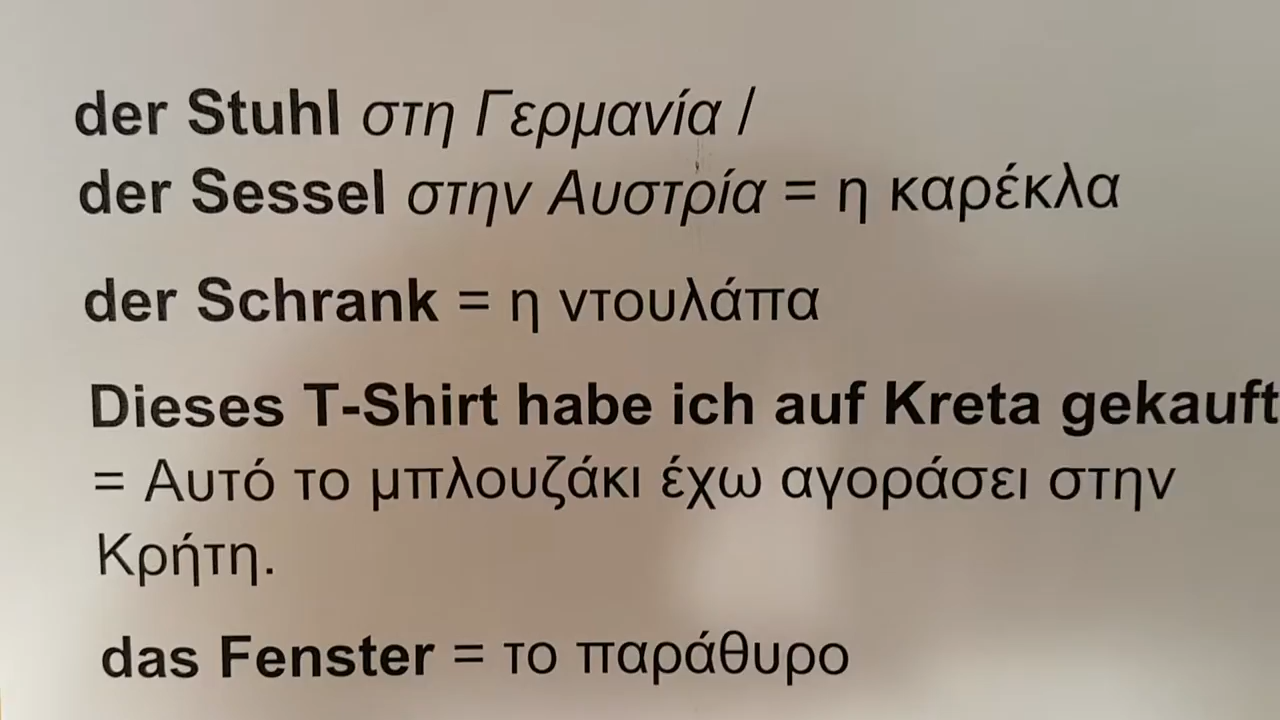 der Stuhl στη Γερμανία /
der Sessel στην Αυστρία = η καρέκλα
der Schrank = η ντουλάπα
Dieses T-Shirt habe ich auf Kreta gekauft
= Αυτό το μπλουζάκι έχω αγοράσει στην
Κρήτη.
das Fenster = το παράθυρο